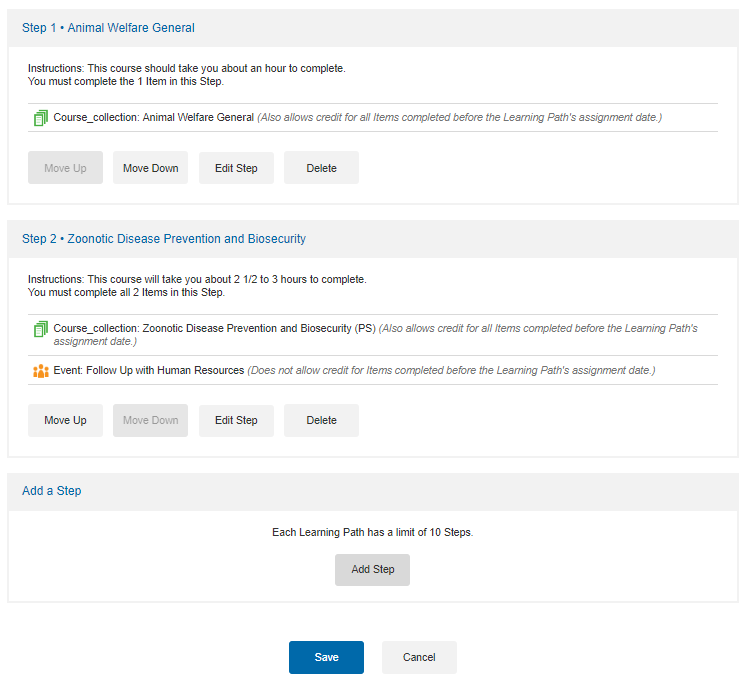 Step 1 • Animal Welfare General
Instructions: This course should take you about an hour to complete.
You must complete the 1 Item in this Step.
Course_collection: Animal Welfare General (Also allows credit for all Items completed before the Learning Path's assignment date.)
Move Up Move Down Edit Step Delete
Step 2 • Zoonotic Disease Prevention and Biosecurity
Instructions: This course will take you about 2 1/2 to 3 hours to complete.
You must complete all 2 Items in this Step.
Course_collection: Zoonotic Disease Prevention and Biosecurity (PS) (Also allows credit for all Items completed before the Learning Path's
assignment date.)
Event: Follow Up with Human Resources (Does not allow credit for Items completed before the Learning Path's assignment date.)
Move Up Move Down Edit Step Delete
Add a Step
Each Learning Path has a limit of 10 Steps.
Add Step
Save Cancel